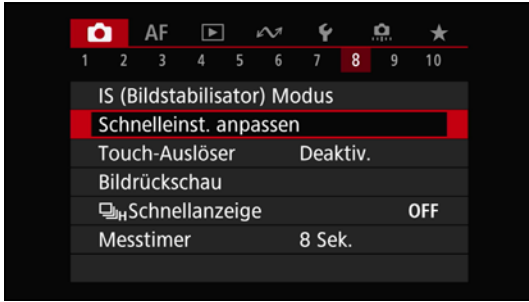 AF
1 2 3 4 5 6 7 8 9 10
IS (Bildstabilisator) Modus
Schnelleinst. anpassen
Touch-Auslöser Deaktiv.
Bildrückschau
HSchnellanzeige OFF
Messtimer 8 Sek.